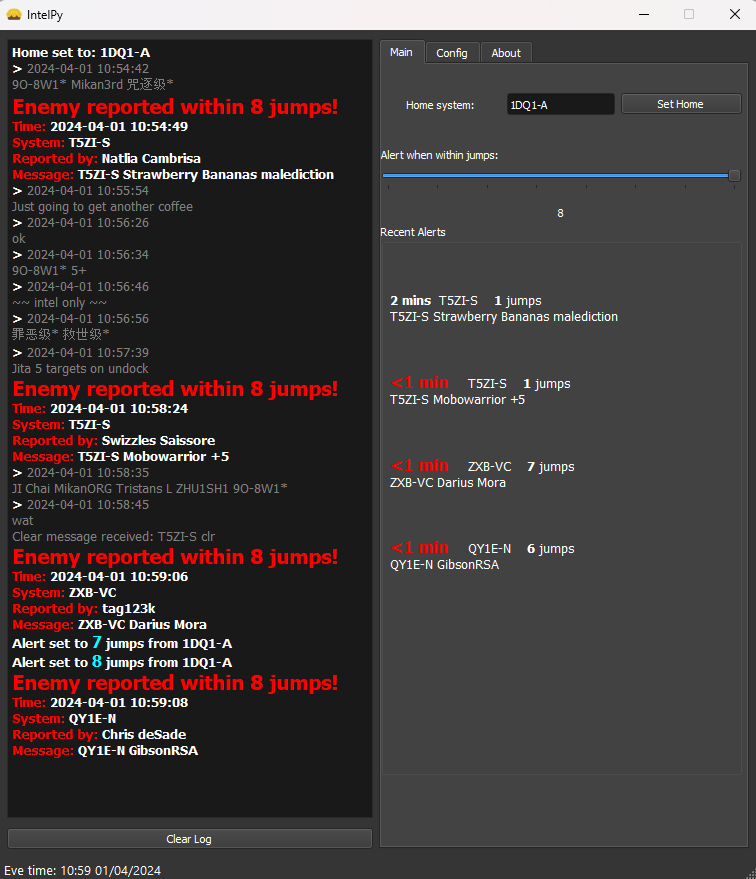 IntelPy
Home set to: 1DQ1-A
> 2024-04-01 10:54:42
9O-8W1* Mikan3rd 咒逐级*
Enemy reported within 8 jumps!
Time: 2024-04-01 10:54:49
System: T5ZI-S
Reported by: Natlia Cambrisa
Message: T5ZI-S Strawberry Bananas malediction
> 2024-04-01 10:55:54
Just going to get another coffee
> 2024-04-01 10:56:26
ok
> 2024-04-01 10:56:34
9O-8W1* 5+
> 2024-04-01 10:56:46
~~ intel only ~~
> 2024-04-01 10:56:56
罪恶级* 救世级*
> 2024-04-01 10:57:39
Jita 5 targets on undock
Enemy reported within 8 jumps!
Time: 2024-04-01 10:58:24
System: T5ZI-S
Reported by: Swizzles Saissore
Message: T5ZI-S Mobowarrior +5
> 2024-04-01 10:58:35
JI Chai MikanORG Tristans L ZHU1SH1 9O-8W1*
> 2024-04-01 10:58:45
wat
Clear message received: T5ZI-S clr
Enemy reported within 8 jumps!
Time: 2024-04-01 10:59:06
System: ZXB-VC
Reported by: tag123k
Message: ZXB-VC Darius Mora
Alert set to 7 jumps from 1DQ1-A
Alert set to 8 jumps from 1DQ1-A
Enemy reported within 8 jumps!
Time: 2024-04-01 10:59:08
System: QY1E-N
Reported by: Chris deSade
Message: QY1E-N GibsonRSA
Clear Log
Main Config About
Home system: 1DQ1-A Set Home
Alert when within jumps:
8
Recent Alerts
2 mins T5ZI-S 1 jumps
T5ZI-S Strawberry Bananas malediction
<1 min T5ZI-S 1 jumps
T5ZI-S Mobowarrior +5
<1 min ZXB-VC 7 jumps
ZXB-VC Darius Mora
<1 min QY1E-N 6 jumps
QY1E-N GibsonRSA
Eve time: 10:59 01/04/2024